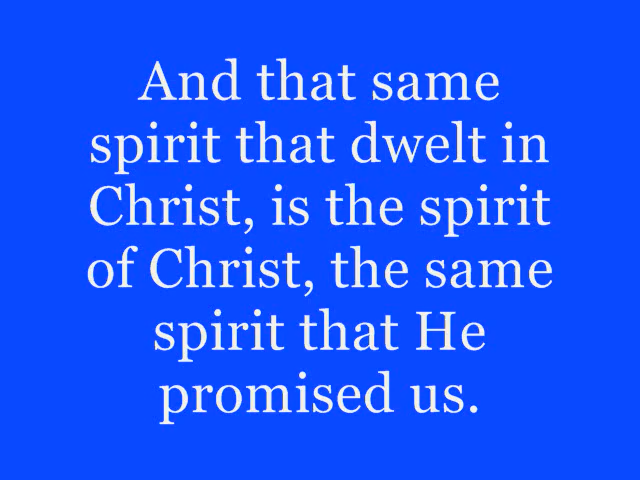 And that same
spirit that dwelt in
Christ, is the spirit
of Christ, the same
spirit that He
promised us.